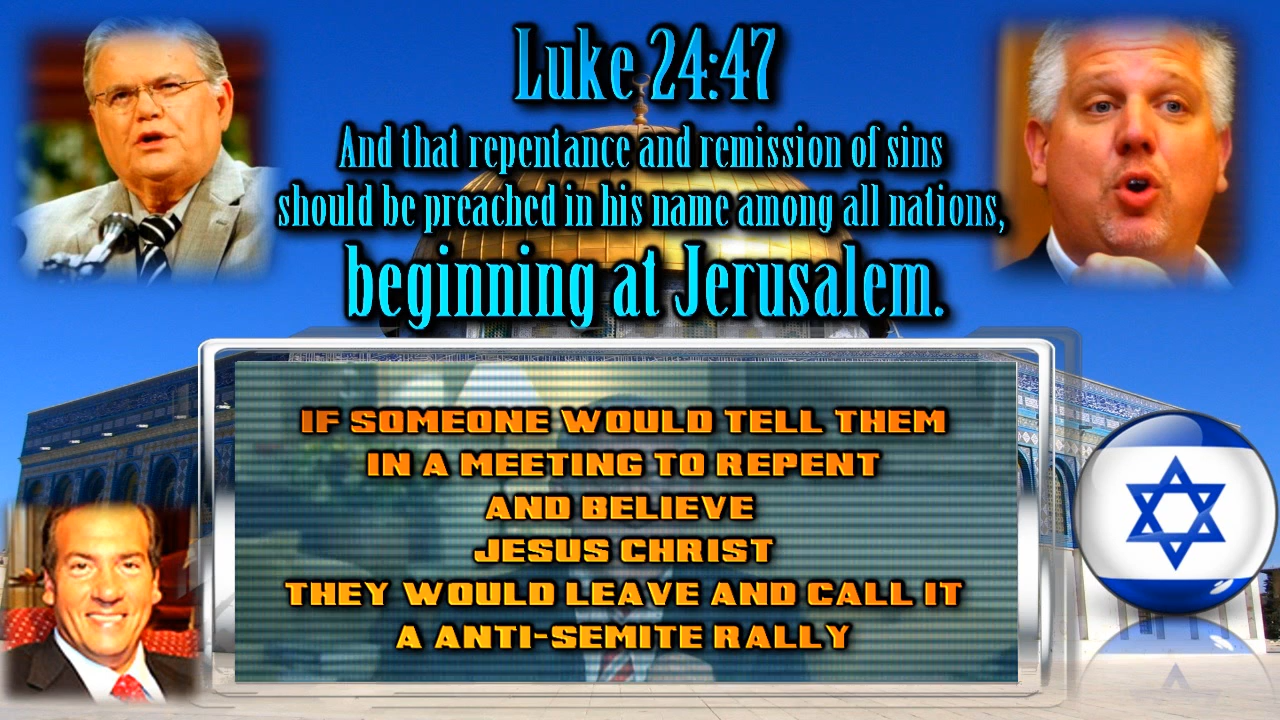 Luke 24:47
And that repentance and remission of sins
should be preached in his name among all nations,
beginning at Jerusalem.
IF SOMEONE WOULD TELL THEM
IN A MEETING TO REPENT
AND BELIEVE
JESUS CHRIST
THEY WOULD LEAVE AND CALL IT
A ANTI-SEMITE RALLY